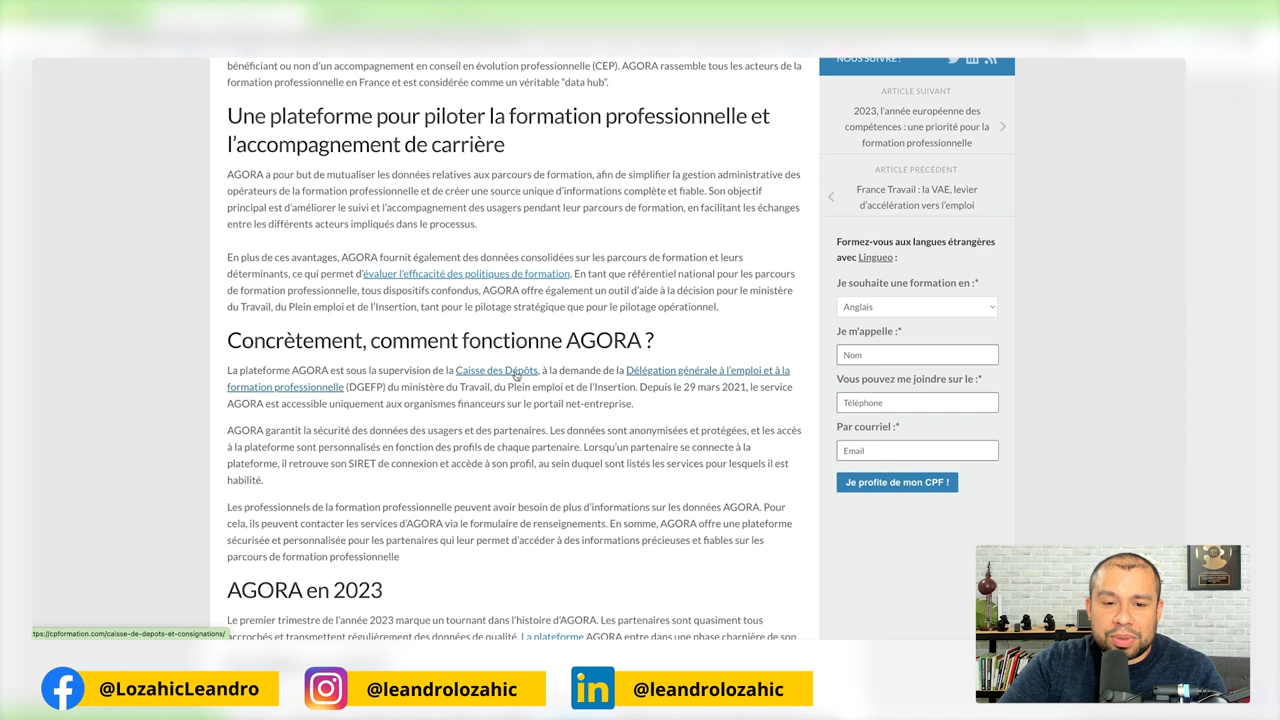 bénéficiant ou non d'un accompagnement en conseil en évolution professionnelle (CEP). AGORA rassemble tous les acteurs de la
formation professionnelle en France et est considérée comme un véritable "data hub".
Une plateforme pour piloter la formation professionnelle et
l'accompagnement de carrière
AGORA a pour but de mutualiser les données relatives aux parcours de formation, afin de simplifier la gestion administrative des
opérateurs de la formation professionnelle et de créer une source unique d'informations complète et fiable. Son objectif
principal est d'améliorer le suivi et l'accompagnement des usagers pendant leur parcours de formation, en facilitant les échanges
entre les différents acteurs impliqués dans le processus.
En plus de ces avantages, AGORA fournit également des données consolidées sur les parcours de formation et leurs
déterminants, ce qui permet d'évaluer l'efficacité des politiques de formation. En tant que référentiel national pour les parcours
de formation professionnelle, tous dispositifs confondus, AGORA offre également un outil d'aide à la décision pour le ministère
du Travail, du Plein emploi et de l'Insertion, tant pour le pilotage stratégique que pour le pilotage opérationnel.
Concrètement, comment fonctionne AGORA ?
La plateforme AGORA est sous la supervision de la Caisse des Dépôts, à la demande de la Délégation générale à l'emploi et à la
formation professionnelle (DGEFP) du ministère du Travail, du Plein emploi et de l'Insertion. Depuis le 29 mars 2021, le service
AGORA est accessible uniquement aux organismes financeurs sur le portail net-entreprise.
AGORA garantit la sécurité des données des usagers et des partenaires. Les données sont anonymisées et protégées, et les accès
à la plateforme sont personnalisés en fonction des profils de chaque partenaire. Lorsqu'un partenaire se connecte à la
plateforme, il retrouve son SIRET de connexion et accède à son profil, au sein duquel sont listés les services pour lesquels il est
habilité.
Les professionnels de la formation professionnelle peuvent avoir besoin de plus d'informations sur les données AGORA. Pour
cela, ils peuvent contacter les services d'AGORA via le formulaire de renseignements. En somme, AGORA offre une plateforme
sécurisée et personnalisée pour les partenaires qui leur permet d'accéder à des informations précieuses et fiables sur les
parcours de formation professionnelle
AGORA en 2023
Le premier trimestre de l'année 2023 marque un tournant dans l'histoire d'AGORA. Les partenaires sont quasiment tous
accrochés et transmettent régulièrement des données de qualité. La plateforme AGORA entre dans une phase charnière de son
ttps://cpformation.com/caisse-de-depots-et-consignations/
NOUS SUIVRE :
ARTICLE SUIVANT
2023, l'année européenne des
compétences : une priorité pour la
formation professionnelle
ARTICLE PRÉCÉDENT
France Travail : la VAE, levier
d'accélération vers l'emploi
Formez-vous aux langues étrangères
avec Lingueo :
Je souhaite une formation en :*
Anglais
Je m'appelle :*
Nom
Vous pouvez me joindre sur le :*
Téléphone
Par courriel :*
Email
Je profite de mon CPF !
@LozahicLeandro
@leandrolozahic
@leandrolozahic